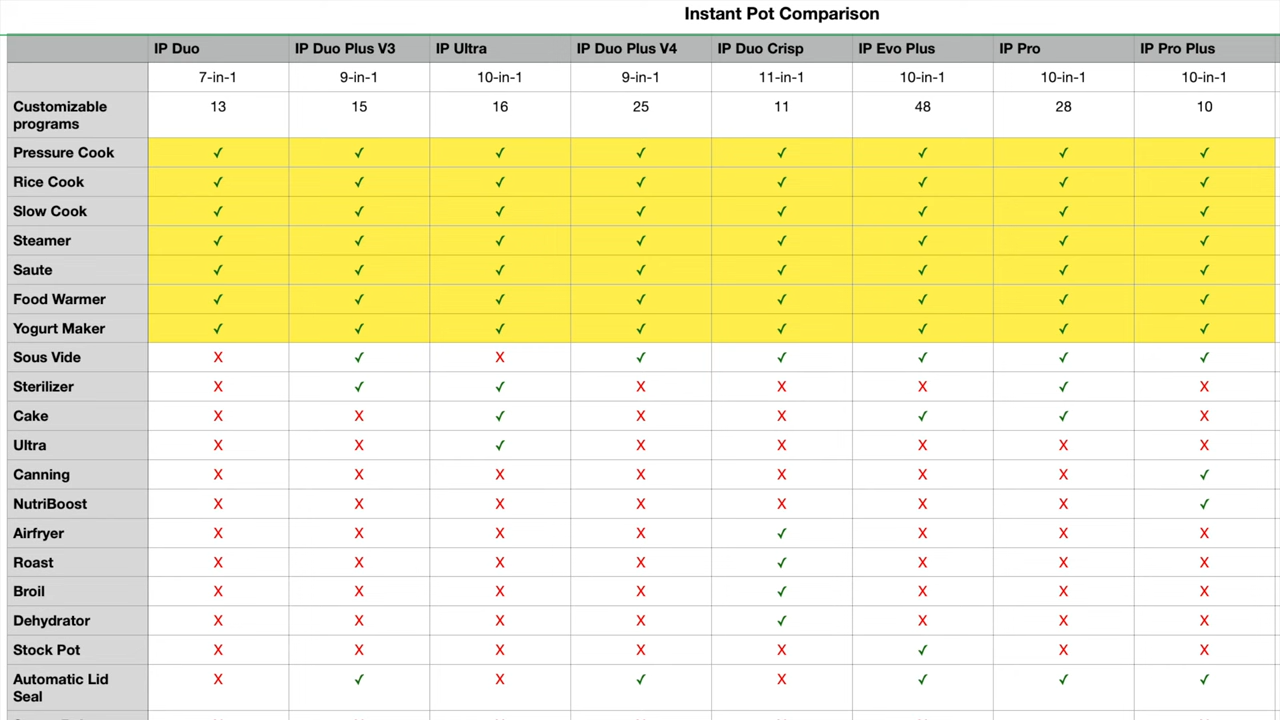 Instant Pot Comparison
IP Duo IP Duo Plus V3 IP Ultra IP Duo Plus V4 IP Duo Crisp IP Evo Plus IP Pro IP Pro Plus
7-in-1 9-in-1 10-in-1 9-in-1 11-in-1 10-in-1 10-in-1 10-in-1
Customizable programs 13 15 16 25 11 48 28 10
Pressure Cook ✓ ✓ ✓ ✓ ✓ ✓ ✓ ✓
Rice Cook ✓ ✓ ✓ ✓ ✓ ✓ ✓ ✓
Slow Cook ✓ ✓ ✓ ✓ ✓ ✓ ✓ ✓
Steamer ✓ ✓ ✓ ✓ ✓ ✓ ✓ ✓
Saute ✓ ✓ ✓ ✓ ✓ ✓ ✓ ✓
Food Warmer ✓ ✓ ✓ ✓ ✓ ✓ ✓ ✓
Yogurt Maker ✓ ✓ ✓ ✓ ✓ ✓ ✓ ✓
Sous Vide X ✓ X ✓ ✓ ✓ ✓ ✓
Sterilizer X ✓ ✓ X X X ✓ X
Cake X X ✓ X X ✓ ✓ X
Ultra X X ✓ X X X X X
Canning X X X X X X X ✓
NutriBoost X X X X X X X ✓
Airfryer X X X X ✓ X X X
Roast X X X X ✓ X X X
Broil X X X X ✓ X X X
Dehydrator X X X X ✓ X X X
Stock Pot X X X X X ✓ X X
Automatic Lid Seal X ✓ X ✓ X ✓ ✓ ✓